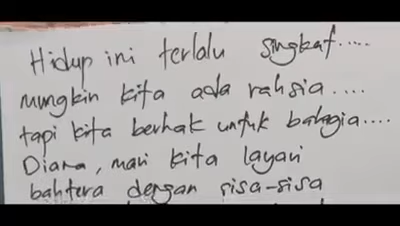 Hidup ini terlalu singkat.....
mungkin kita ada rahsia....
tapi kita berhak untuk bahagia....
Diana, mari kita layari
bahtera dengan sisa-sisa